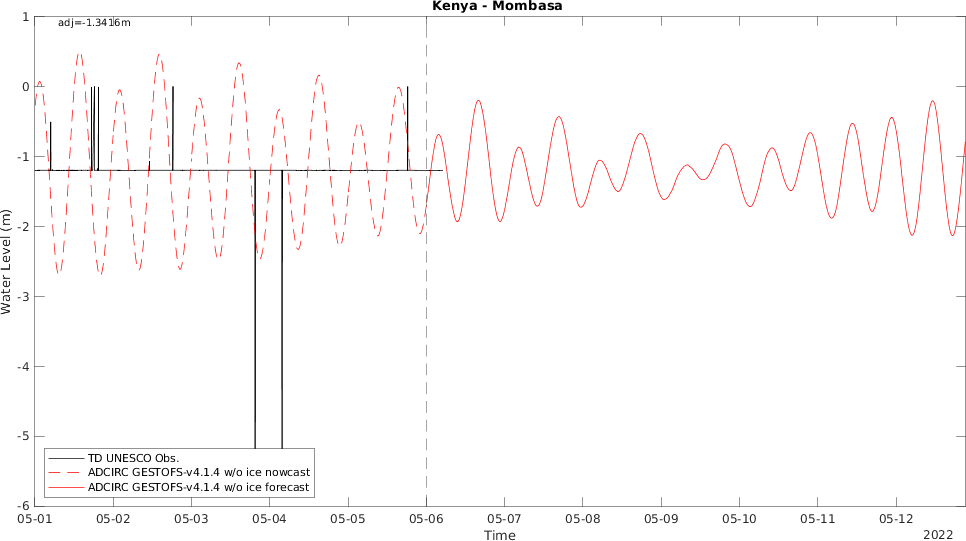 Kenya - Mombasa
adj=-1.3416m
1
0
-1
-2
-3
-4
-5
-6
Water Level (m)
TD UNESCO Obs.
ADCIRC GESTOFS-v4.1.4 w/o ice nowcast
ADCIRC GESTOFS-v4.1.4 w/o ice forecast
05-01 05-02 05-03 05-04 05-05 05-06 05-07 05-08 05-09 05-10 05-11 05-12
Time
2022